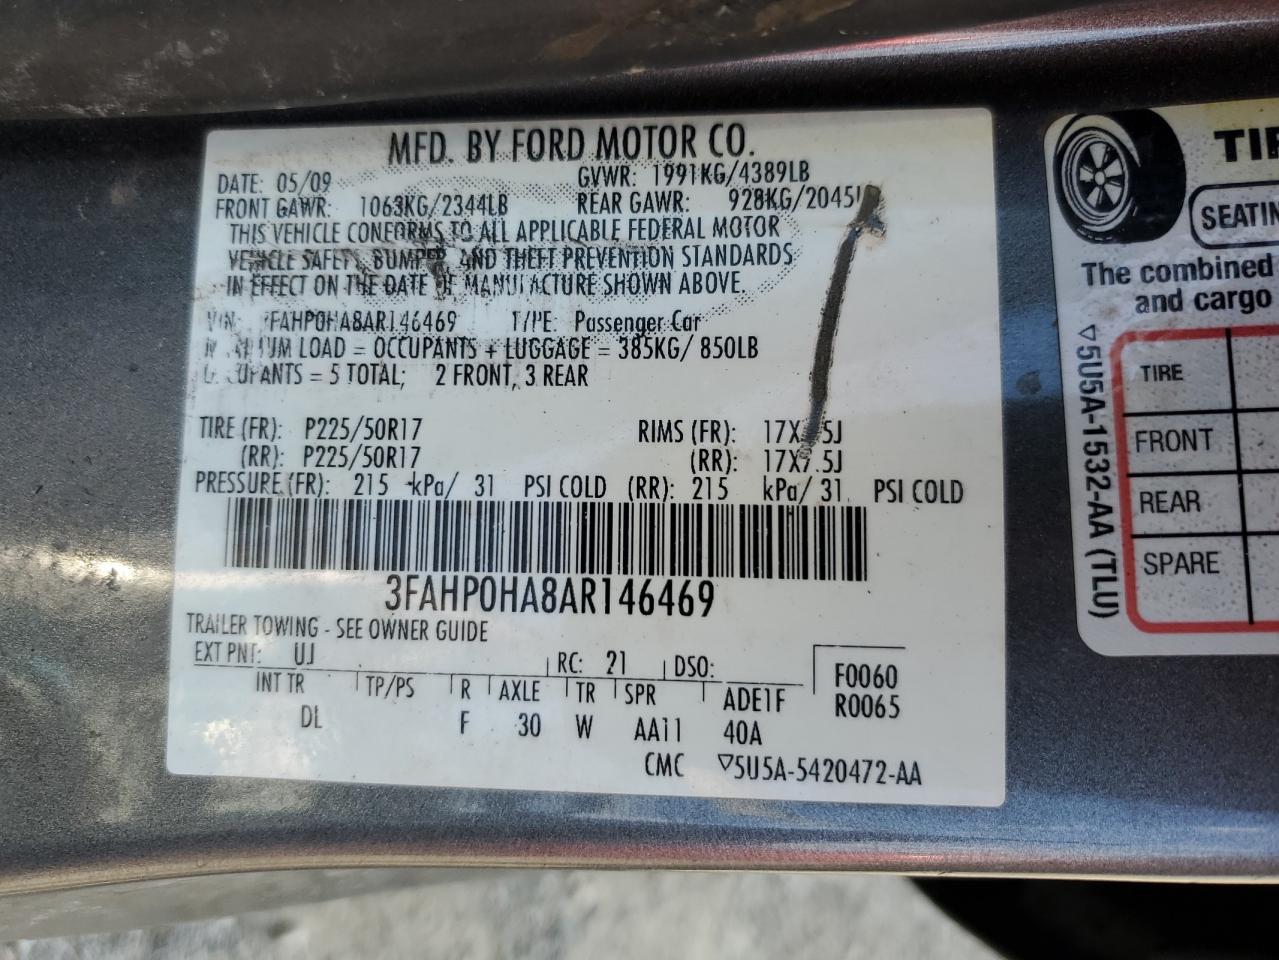 MFD. BY FORD MOTOR CO.
DATE: 05/09 GVWR: 1991KG/4389LB
FRONT GAWR: 1063KG/2344LB REAR GAWR: 928KG/2045L
THIS VEHICLE CONFORMS TO ALL APPLICABLE FEDERAL MOTOR
VEHICLE SAFETY, BUMPER, AND THEFT PREVENTION STANDARDS
IN EFFECT ON THE DATE OF MANUFACTURE SHOWN ABOVE.
VIN: FAHP0HA8AR146469 TYPE: Passenger Car
MAXIMUM LOAD = OCCUPANTS + LUGGAGE = 385KG/ 850LB
OCCUPANTS = 5 TOTAL; 2 FRONT, 3 REAR
TIRE (FR): P225/50R17 RIMS (FR): 17X7.5J
(RR): P225/50R17 (RR): 17X7.5J
PRESSURE (FR): 215 kPa/ 31 PSI COLD (RR): 215 kPa/ 31 PSI COLD
3FAHP0HA8AR146469
TRAILER TOWING - SEE OWNER GUIDE
EXT PNT: UJ RC: 21 DSO: F0060
INT TR TP/PS R AXLE TR SPR ADE1F R0065
DL F 30 W AA11 40A
CMC ▽5U5A-5420472-AA
TIR
SEATIN
The combined
and cargo
TIRE
FRONT
REAR
SPARE
▽5U5A-1532-AA (TLU)